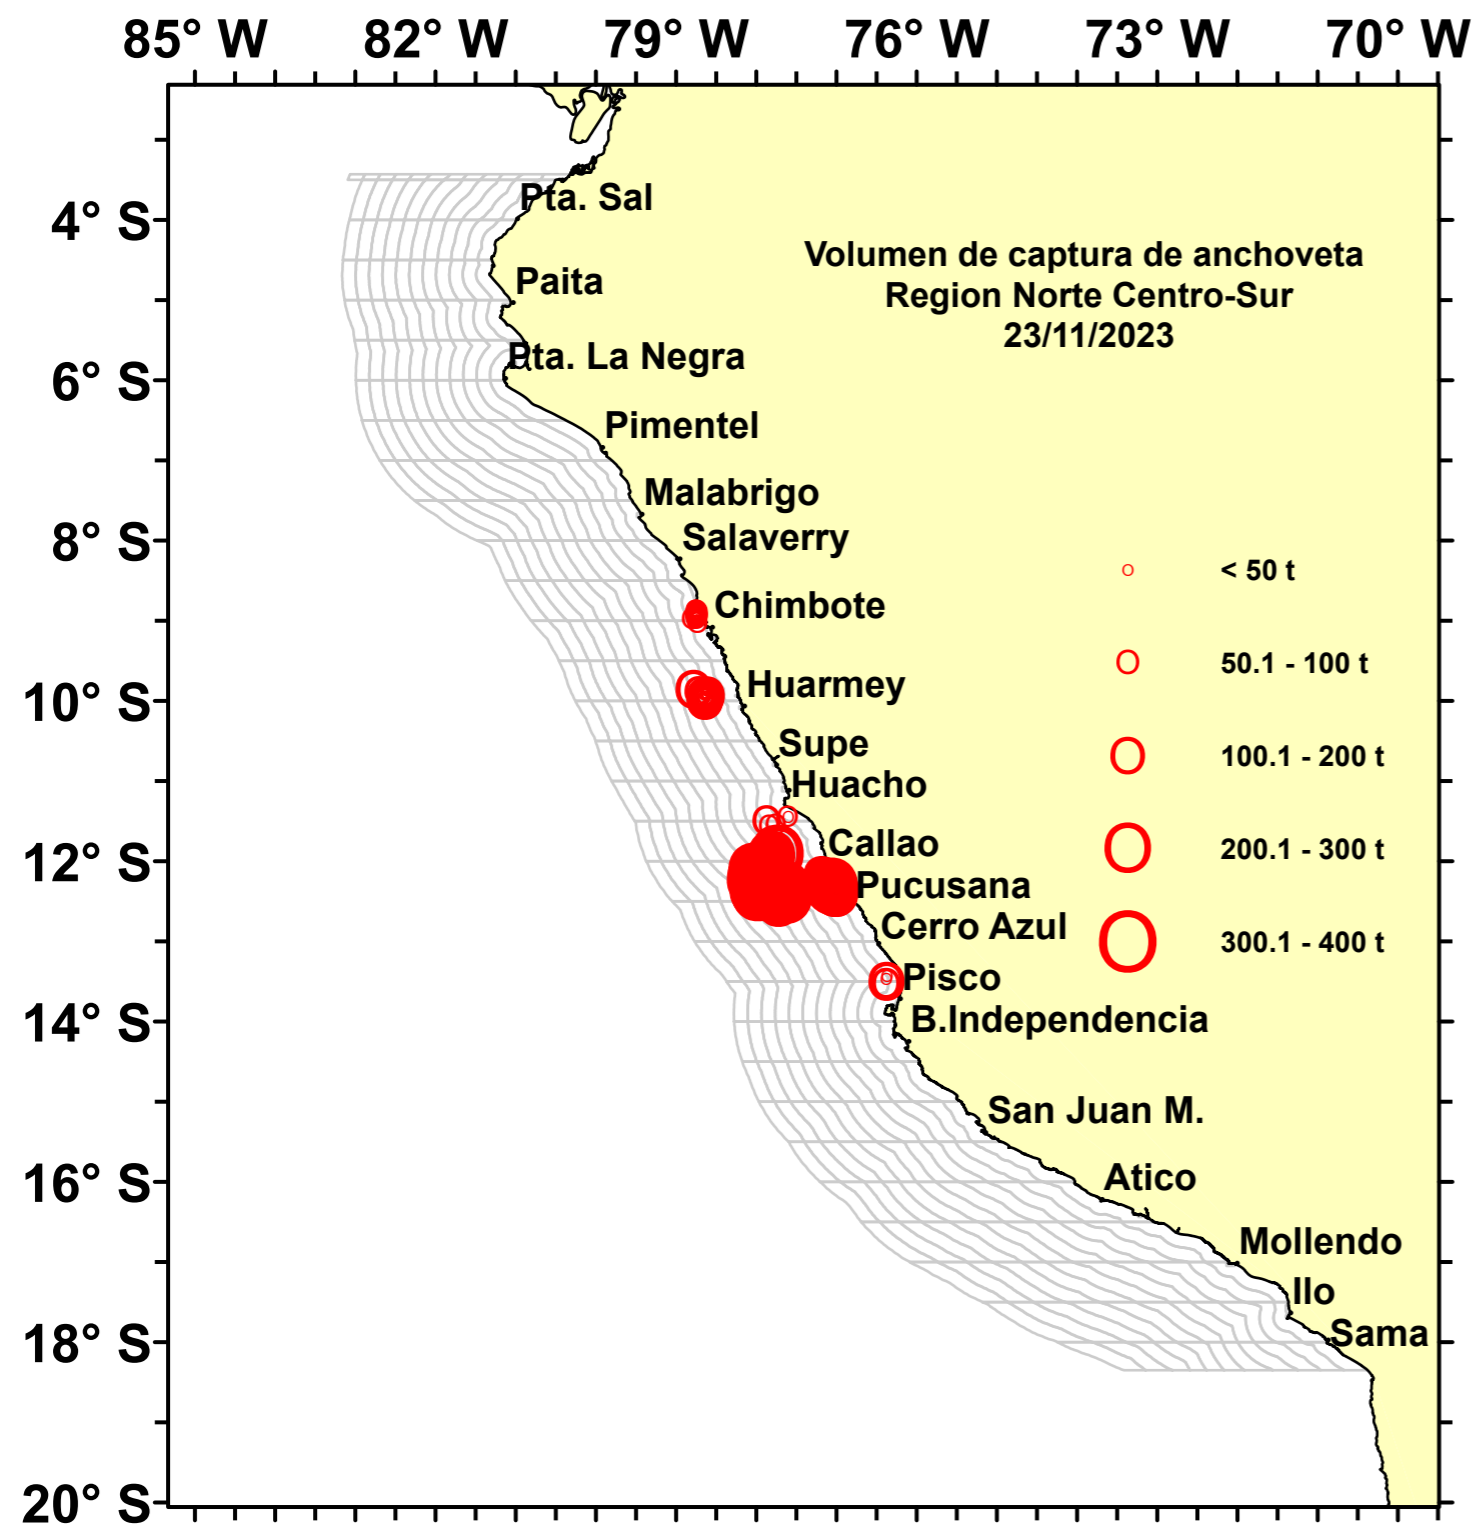 85° W 82° W 79° W 76° W 73° W 70° W
Pta. Sal
4° S
Volumen de captura de anchoveta
Region Norte Centro-Sur
23/11/2023
Paita
Pta. La Negra
6° S
Pimentel
Malabrigo
8° S
Salaverry
< 50 t
Chimbote
50.1 - 100 t
10° S
Huarmey
Supe
100.1 - 200 t
Huacho
12° S
Callao
200.1 - 300 t
Pucusana
Cerro Azul
300.1 - 400 t
Pisco
14° S
B.Independencia
San Juan M.
16° S
Atico
Mollendo
Ilo
18° S
Sama
20° S